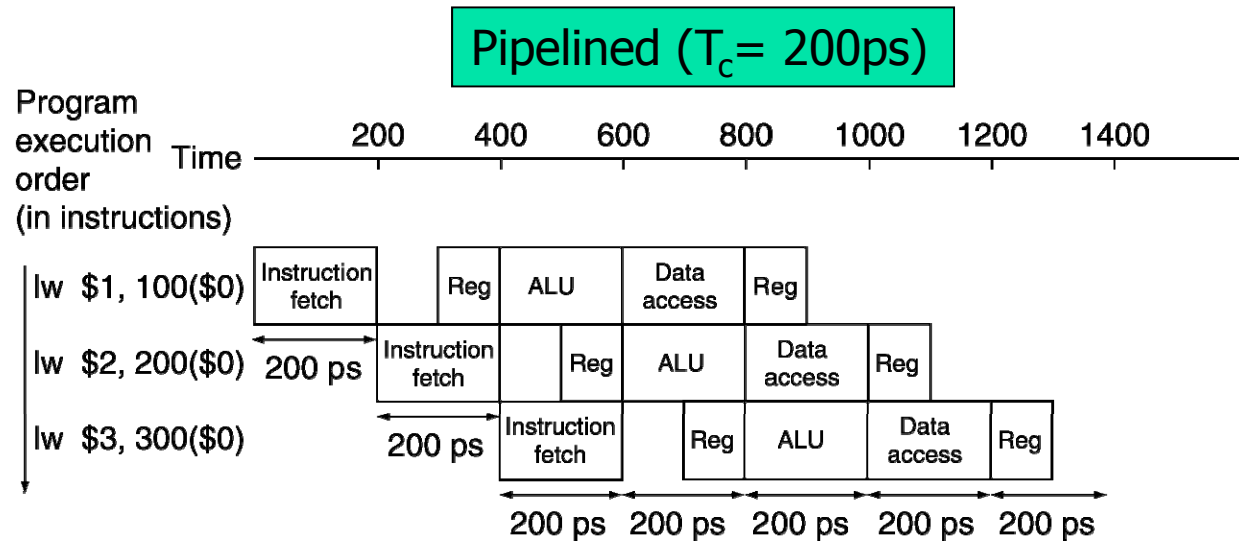 Pipelined (Tc= 200ps)
Program
execution
order
(in instructions)
Time
200 400 600 800 1000 1200 1400
lw $1, 100($0)
Instruction
fetch
Reg
ALU
Data
access
Reg
lw $2, 200($0)
200 ps
Instruction
fetch
Reg
ALU
Data
access
Reg
lw $3, 300($0)
200 ps
Instruction
fetch
Reg
ALU
Data
access
Reg
200 ps 200 ps 200 ps 200 ps 200 ps